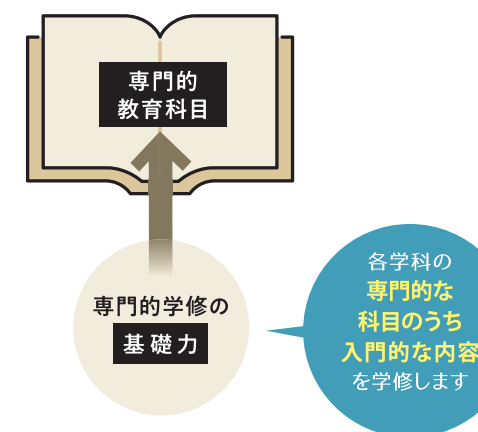 専門的
教育科目
専門的学修の
基礎力
各学科の
専門的な
科目のうち
入門的な内容
を学修します